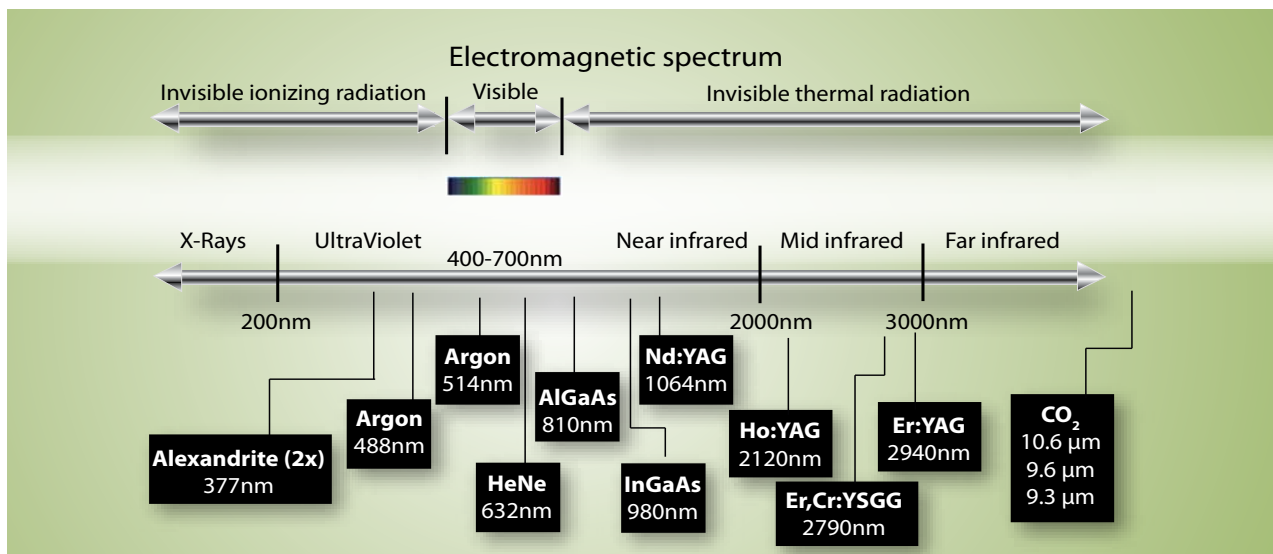 Electromagnetic spectrum
Invisible ionizing radiation
Visible
Invisible thermal radiation
X-Rays
UltraViolet
400-700nm
Near infrared
Mid infrared
Far infrared
200nm
2000nm
3000nm
Alexandrite (2x)
377nm
Argon
488nm
Argon
514nm
HeNe
632nm
AlGaAs
810nm
InGaAs
980nm
Nd:YAG
1064nm
Ho:YAG
2120nm
Er,Cr:YSGG
2790nm
Er:YAG
2940nm
CO₂
10.6 µm
9.6 µm
9.3 µm